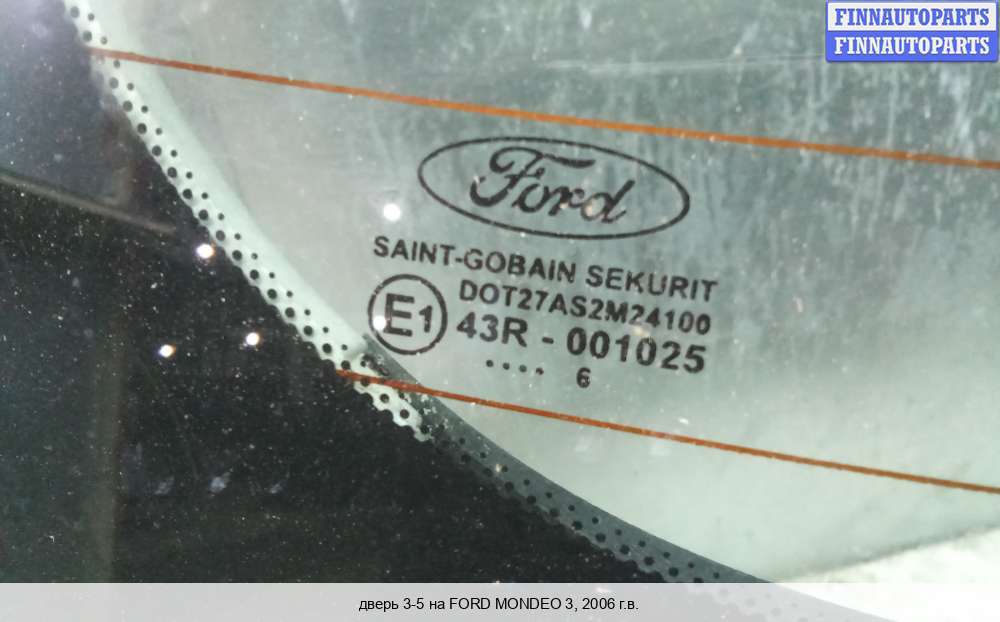 FINNAUTOPARTS
FINNAUTOPARTS
Ford
SAINT-GOBAIN SEKURIT
DOT27AS2M24100
E1 43R - 001025
.... 6
дверь 3-5 на FORD MONDEO 3, 2006 г.в.